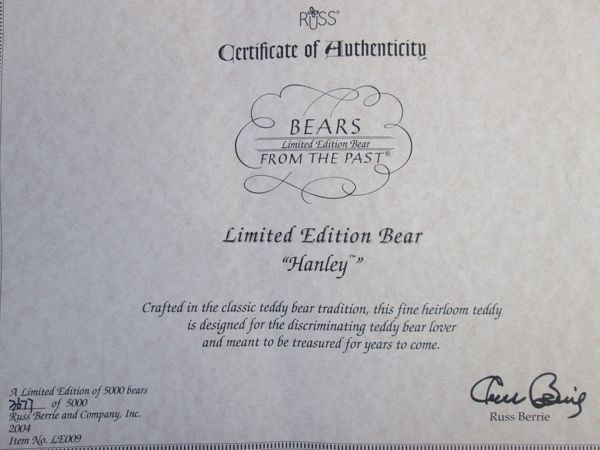 RUSS®
Certificate of Authenticity
BEARS
Limited Edition Bear
FROM THE PAST®
Limited Edition Bear
"Hanley™"
Crafted in the classic teddy bear tradition, this fine heirloom teddy
is designed for the discriminating teddy bear lover
and meant to be treasured for years to come.
A Limited Edition of 5000 bears
3677 of 5000
Russ Berrie and Company, Inc.
2004
Item No. LE009
Russ Berrie
Russ Berrie